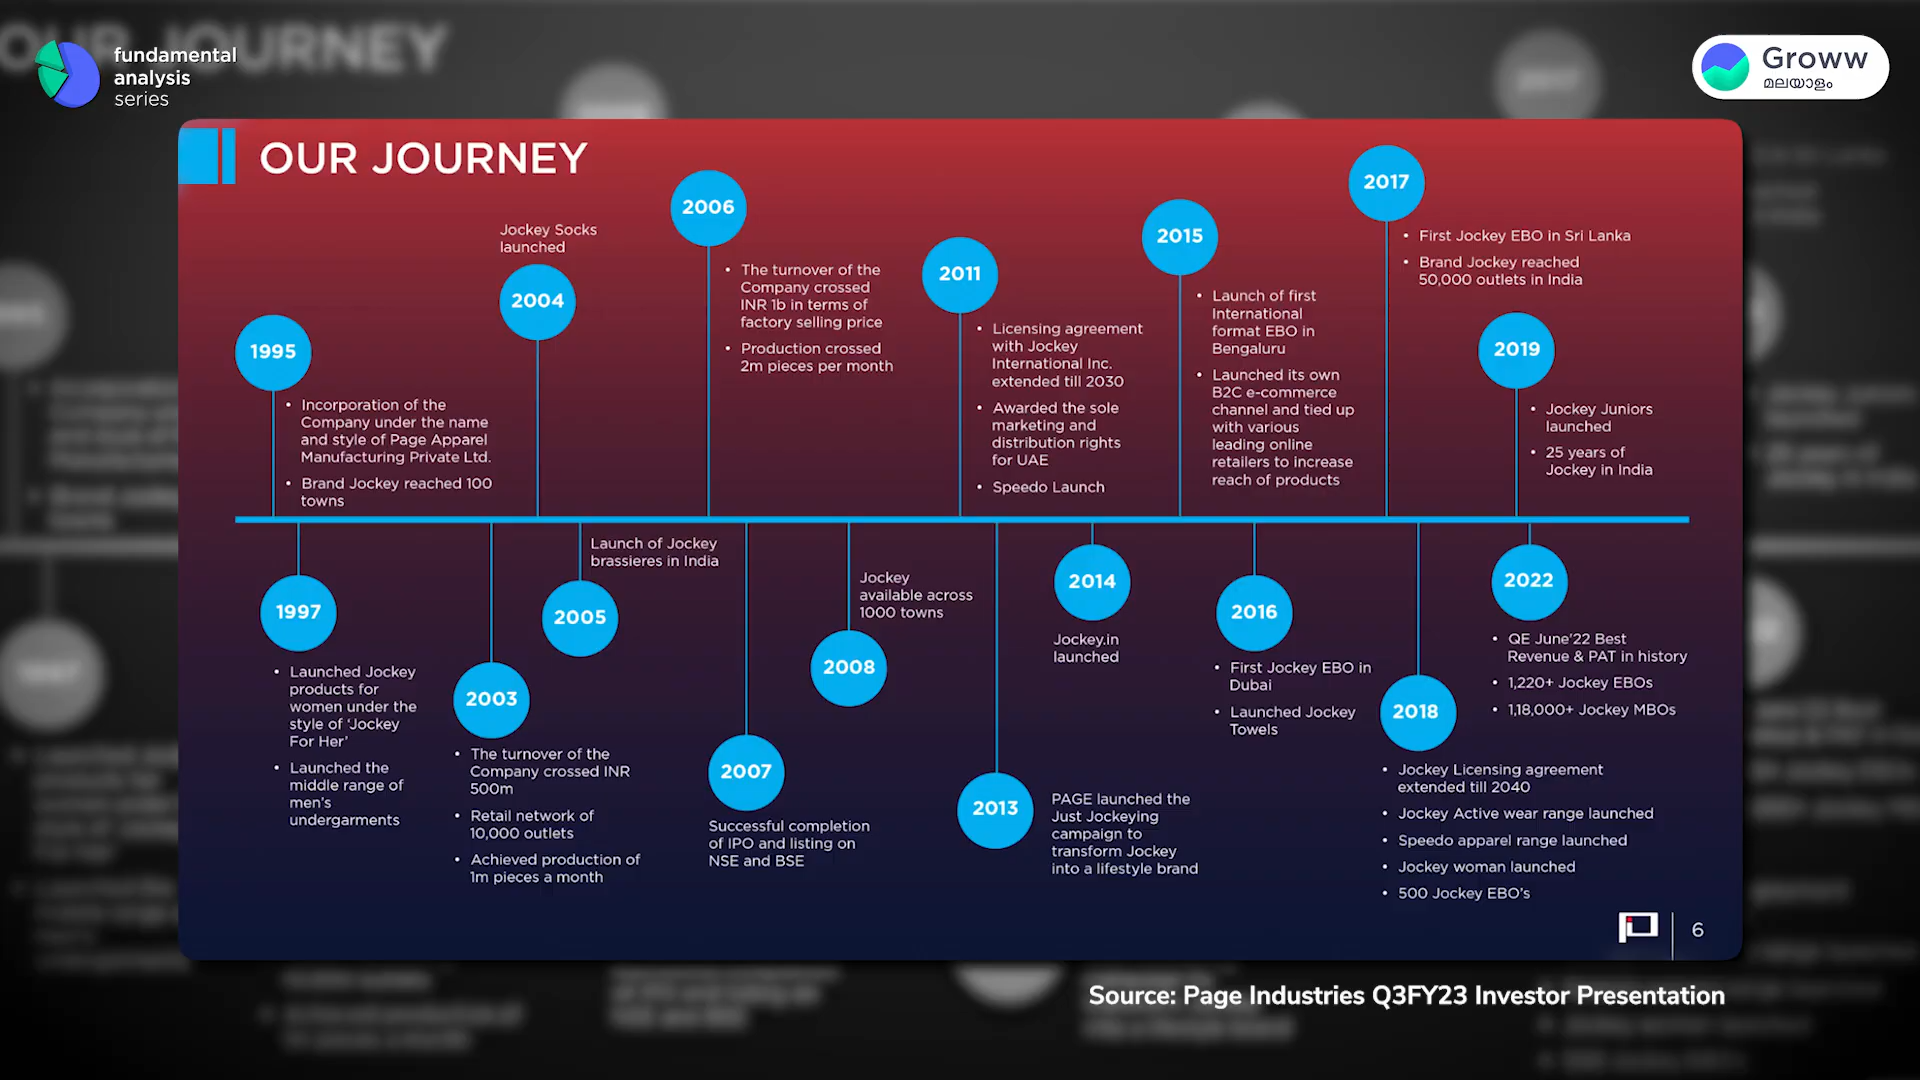 fundamental
analysis
series
Groww
മലയാളം
OUR JOURNEY
1995
Incorporation of the
Company under the name
and style of Page Apparel
Manufacturing Private Ltd.
Brand Jockey reached 100
towns
1997
Launched Jockey
products for
women under the
style of 'Jockey
For Her'
Launched the
middle range of
men's
undergarments
2003
The turnover of the
Company crossed INR
500m
Retail network of
10,000 outlets
Achieved production of
1m pieces a month
Jockey Socks
launched
2004
Launch of Jockey
brassieres in India
2005
2006
The turnover of the
Company crossed
INR 1b in terms of
factory selling price
Production crossed
2m pieces per month
2007
Successful completion
of IPO and listing on
NSE and BSE
Jockey
available across
1000 towns
2008
2011
Licensing agreement
with Jockey
International Inc.
extended till 2030
Awarded the sole
marketing and
distribution rights
for UAE
Speedo Launch
2013
PAGE launched the
Just Jockeying
campaign to
transform Jockey
into a lifestyle brand
2014
Jockey.in
launched
2015
Launch of first
International
format EBO in
Bengaluru
Launched its own
B2C e-commerce
channel and tied up
with various
leading online
retailers to increase
reach of products
2016
First Jockey EBO in
Dubai
Launched Jockey
Towels
2017
First Jockey EBO in Sri Lanka
Brand Jockey reached
50,000 outlets in India
2018
Jockey Licensing agreement
extended till 2040
Jockey Active wear range launched
Speedo apparel range launched
Jockey woman launched
500 Jockey EBO's
2019
Jockey Juniors
launched
25 years of
Jockey in India
2022
QE June'22 Best
Revenue & PAT in history
1,220+ Jockey EBOs
1,18,000+ Jockey MBOs
6
Source: Page Industries Q3FY23 Investor Presentation